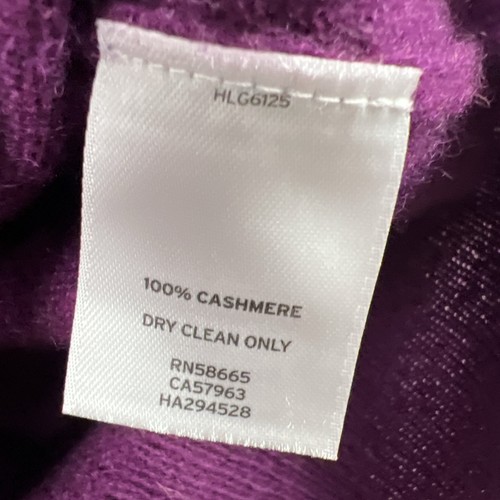 HLG6125
100% CASHMERE
DRY CLEAN ONLY
RN58665
CA57963
HA294528